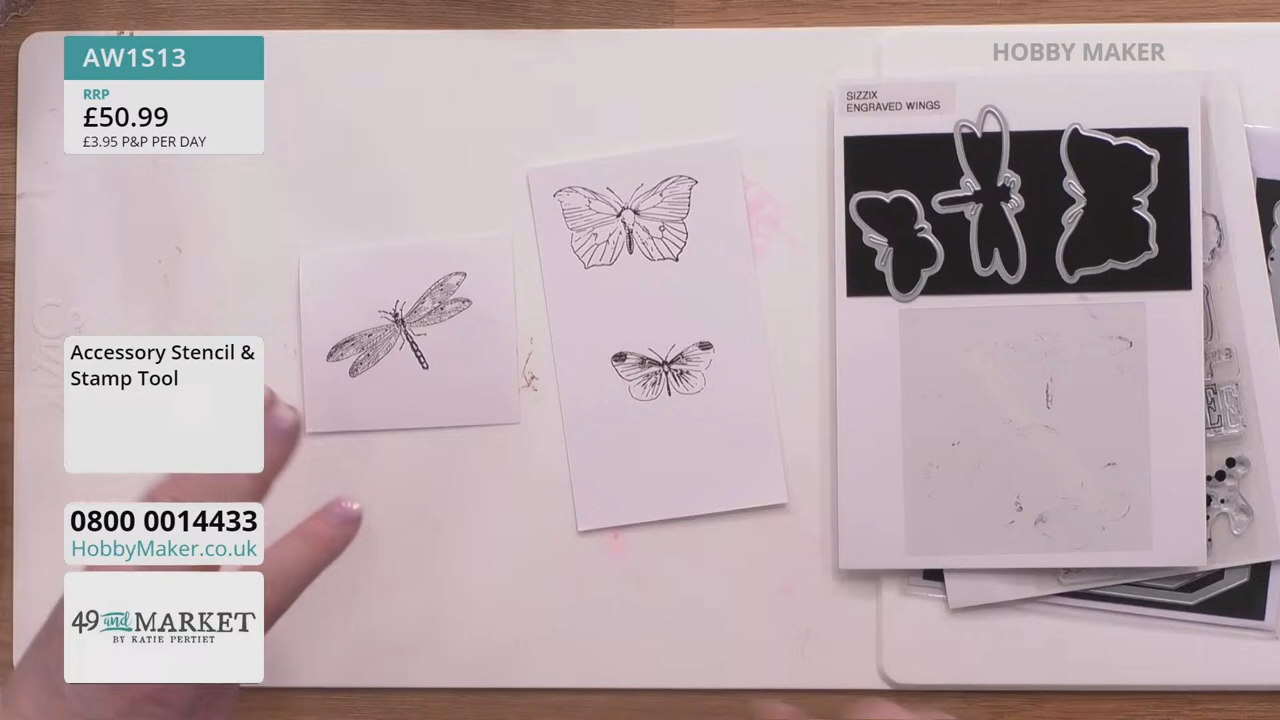 AW1S13
RRP
£50.99
£3.95 P&P PER DAY
HOBBY MAKER
SIZZIX
ENGRAVED WINGS
Accessory Stencil &
Stamp Tool
0800 0014433
HobbyMaker.co.uk
49 and MARKET
BY KATIE PERTIET